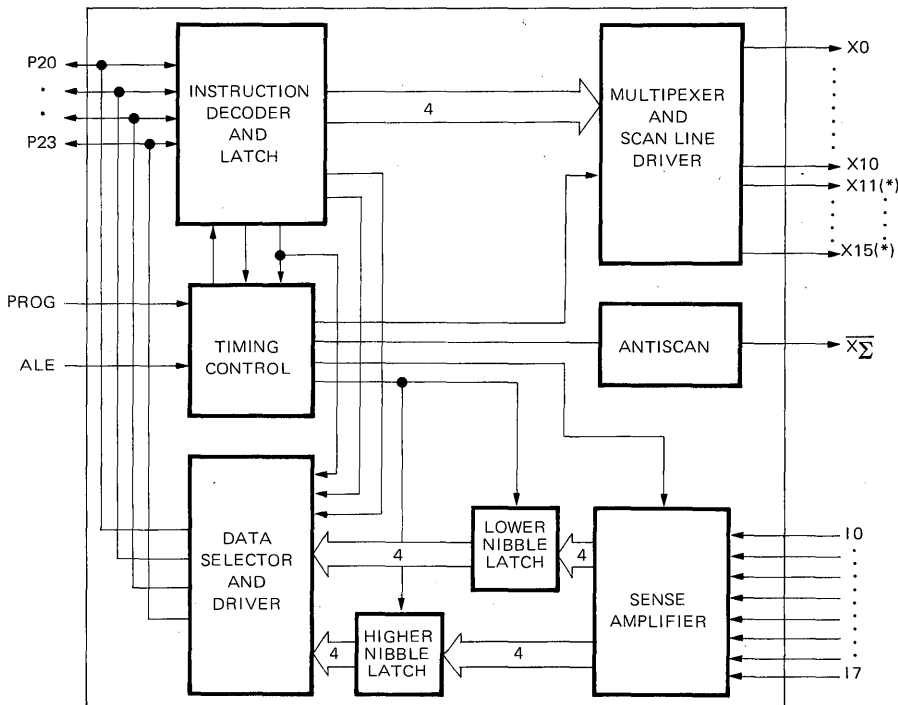 P20
P23
INSTRUCTION
DECODER
AND
LATCH
4
MULTIPEXER
AND
SCAN LINE
DRIVER
X0
X10
X11(*)
X15(*)
PROG
ALE
TIMING
CONTROL
ANTISCAN
XΣ
DATA
SELECTOR
AND
DRIVER
4
LOWER
NIBBLE
LATCH
4
4
HIGHER
NIBBLE
LATCH
4
SENSE
AMPLIFIER
I0
I7